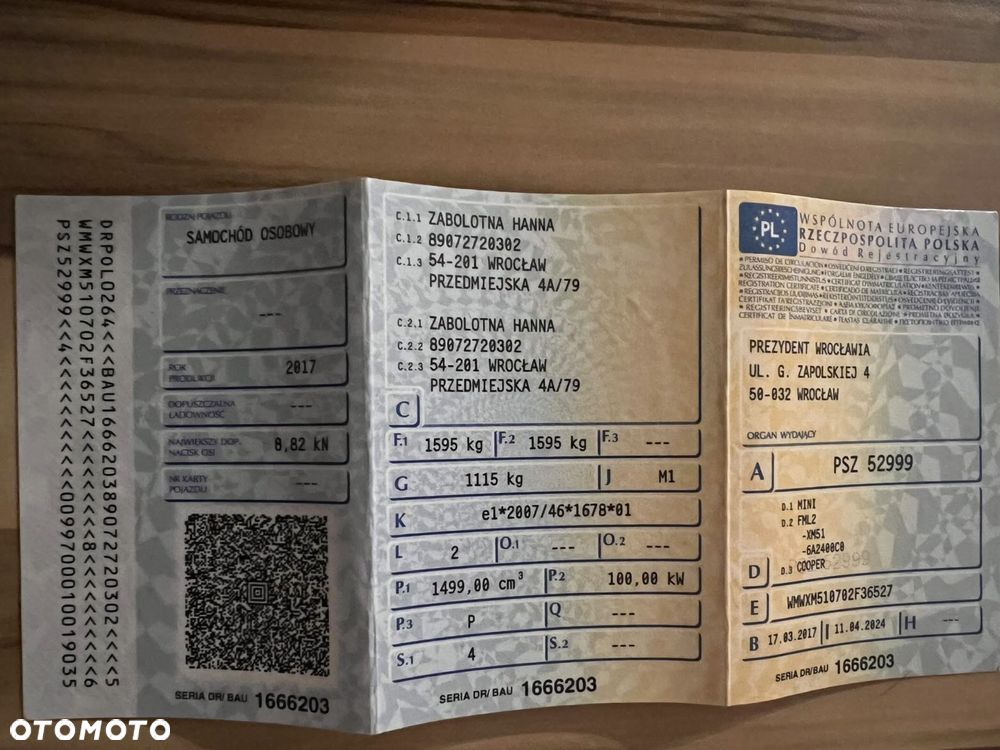 DRPOL0264<<<BAU16662038907272030​2<<<5
WMWXM510702F36527<<<<<<<8<<<<<<<6
PSZ52999<<4<<<<<<<<<<009700010019035
RODZAJ POJAZDU
SAMOCHÓD OSOBOWY
PRZEZNACZENIE
---
ROK PRODUKCJI 2017
DOPUSZCZALNA ŁADOWNOŚĆ ---
NAJWIĘKSZY DOP. NACISK OSI 8,82 kN
NR KARTY POJAZDU ---
SERIA DR/ BAU 1666203
C.1.1 ZABOLOTNA HANNA
C.1.2 89072720302
C.1.3 54-201 WROCŁAW
PRZEDMIEJSKA 4A/79
C.2.1 ZABOLOTNA HANNA
C.2.2 89072720302
C.2.3 54-201 WROCŁAW
PRZEDMIEJSKA 4A/79
C
F.1 1595 kg F.2 1595 kg F.3 ---
G 1115 kg J M1
K e1*2007/46*1678*01
L 2 O.1 --- O.2 ---
P.1 1499,00 cm³ P.2 100,00 kW
P.3 P Q ---
S.1 4 S.2 ---
SERIA DR/ BAU 1666203
PL
WSPÓLNOTA EUROPEJSKA
RZECZPOSPOLITA POLSKA
Dowód Rejestracyjny
PREZYDENT WROCŁAWIA
UL. G. ZAPOLSKIEJ 4
50-032 WROCŁAW
ORGAN WYDAJĄCY
A PSZ 52999
D.1 MINI
D.2 FML2
-XM51
-6A2400C0
D D.3 COOPER
E WMWXM510702F36527
B 17.03.2017 I 11.04.2024 H ---
SERIA DR/BAU 1666203
OTOMOTO